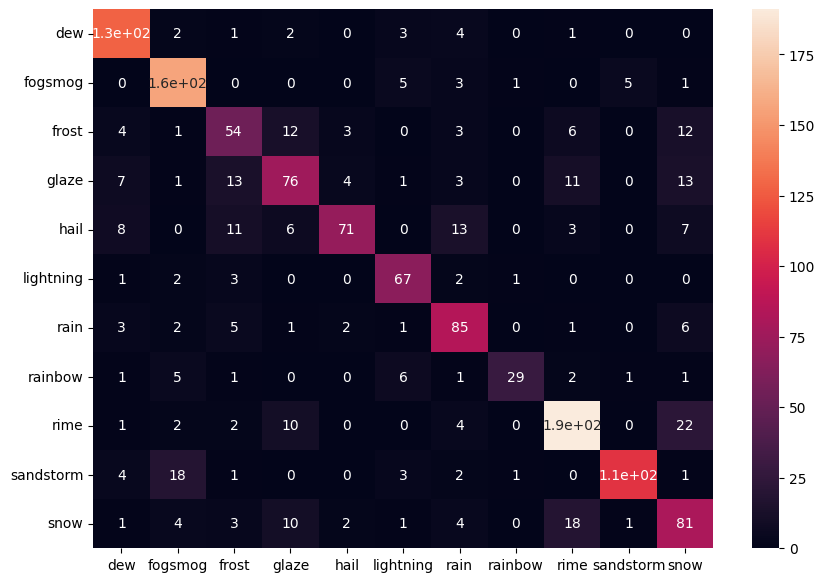 dew 1.3e+02 2 1 2 0 3 4 0 1 0 0
fogsmog 0 1.6e+02 0 0 0 5 3 1 0 5 1
frost 4 1 54 12 3 0 3 0 6 0 12
glaze 7 1 13 76 4 1 3 0 11 0 13
hail 8 0 11 6 71 0 13 0 3 0 7
lightning 1 2 3 0 0 67 2 1 0 0 0
rain 3 2 5 1 2 1 85 0 1 0 6
rainbow 1 5 1 0 0 6 1 29 2 1 1
rime 1 2 2 10 0 0 4 0 1.9e+02 0 22
sandstorm 4 18 1 0 0 3 2 1 0 1.1e+02 1
snow 1 4 3 10 2 1 4 0 18 1 81
dew fogsmog frost glaze hail lightning rain rainbow rime sandstorm snow
175
150
125
100
75
50
25
0